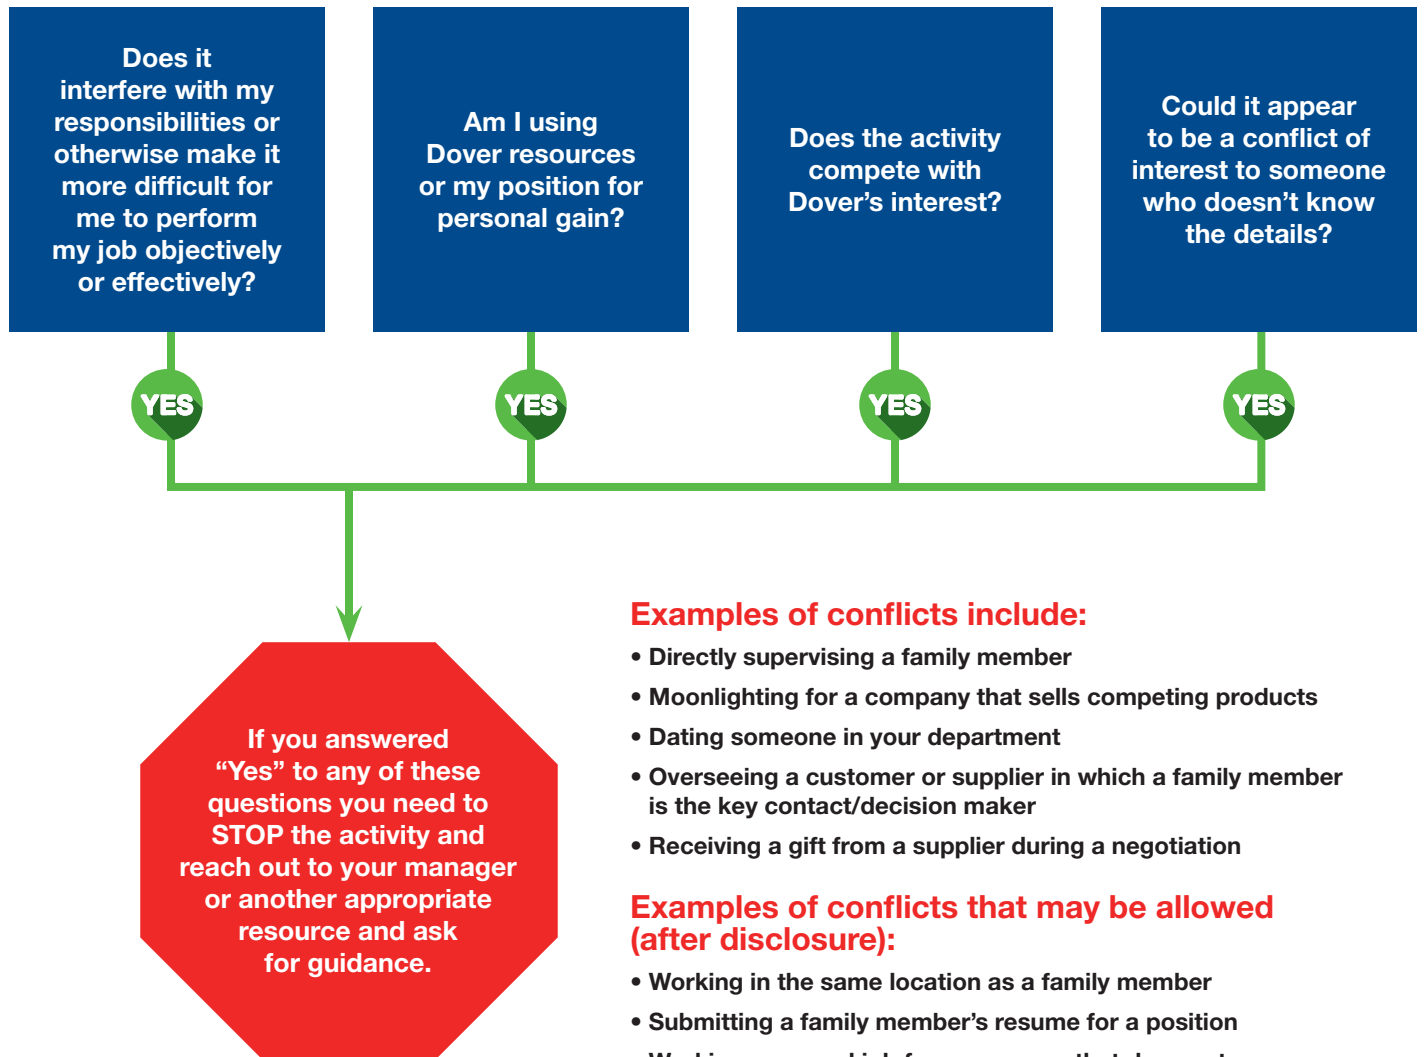 Does it
interfere with my
responsibilities or
otherwise make it
more difficult for
me to perform
my job objectively
or effectively?
Am I using
Dover resources
or my position for
personal gain?
Does the activity
compete with
Dover’s interest?
Could it appear
to be a conflict of
interest to someone
who doesn’t know
the details?
YES
YES
YES
YES
If you answered
“Yes” to any of these
questions you need to
STOP the activity and
reach out to your manager
or another appropriate
resource and ask
for guidance.
Examples of conflicts include:
• Directly supervising a family member
• Moonlighting for a company that sells competing products
• Dating someone in your department
• Overseeing a customer or supplier in which a family member
is the key contact/decision maker
• Receiving a gift from a supplier during a negotiation
Examples of conflicts that may be allowed
(after disclosure):
• Working in the same location as a family member
• Submitting a family member’s resume for a position